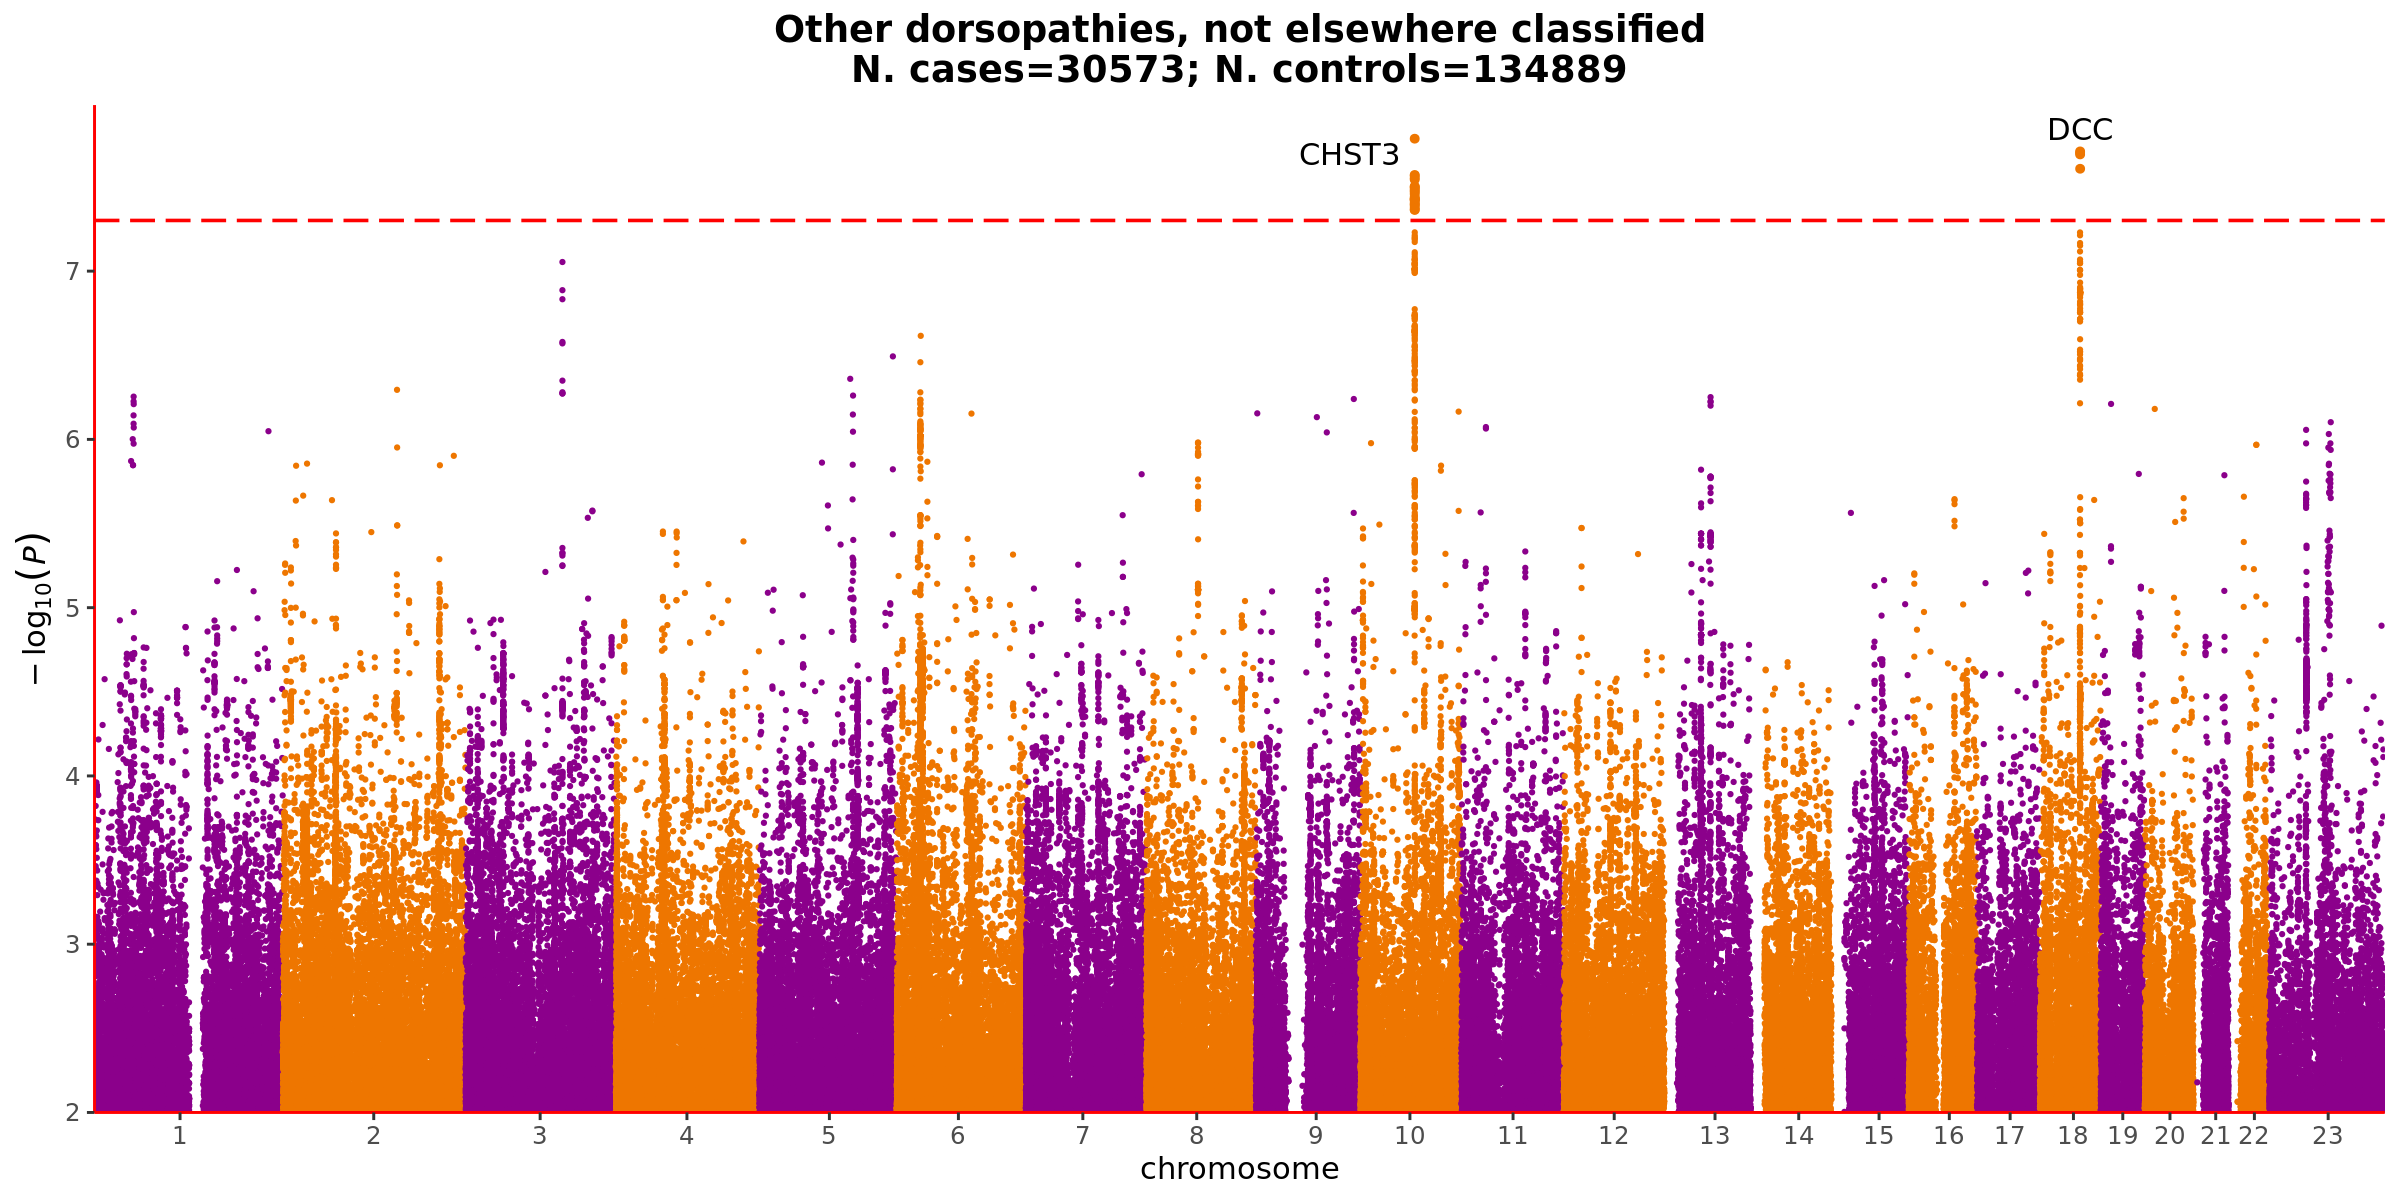 Other dorsopathies, not elsewhere classified
N. cases=30573; N. controls=134889
DCC
CHST3
7
6
5
4
3
2
−log10(P)
1 2 3 4 5 6 7 8 9 10 11 12 13 14 15 16 17 18 19 20 21 22 23
chromosome